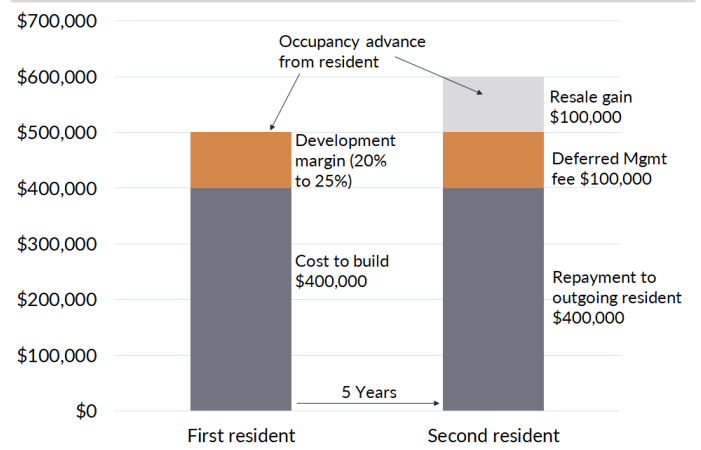 $700,000
$600,000
$500,000
$400,000
$300,000
$200,000
$100,000
$0
Occupancy advance
from resident
Development
margin (20%
to 25%)
Cost to build
$400,000
Resale gain
$100,000
Deferred Mgmt
fee $100,000
Repayment to
outgoing resident
$400,000
5 Years
First resident
Second resident